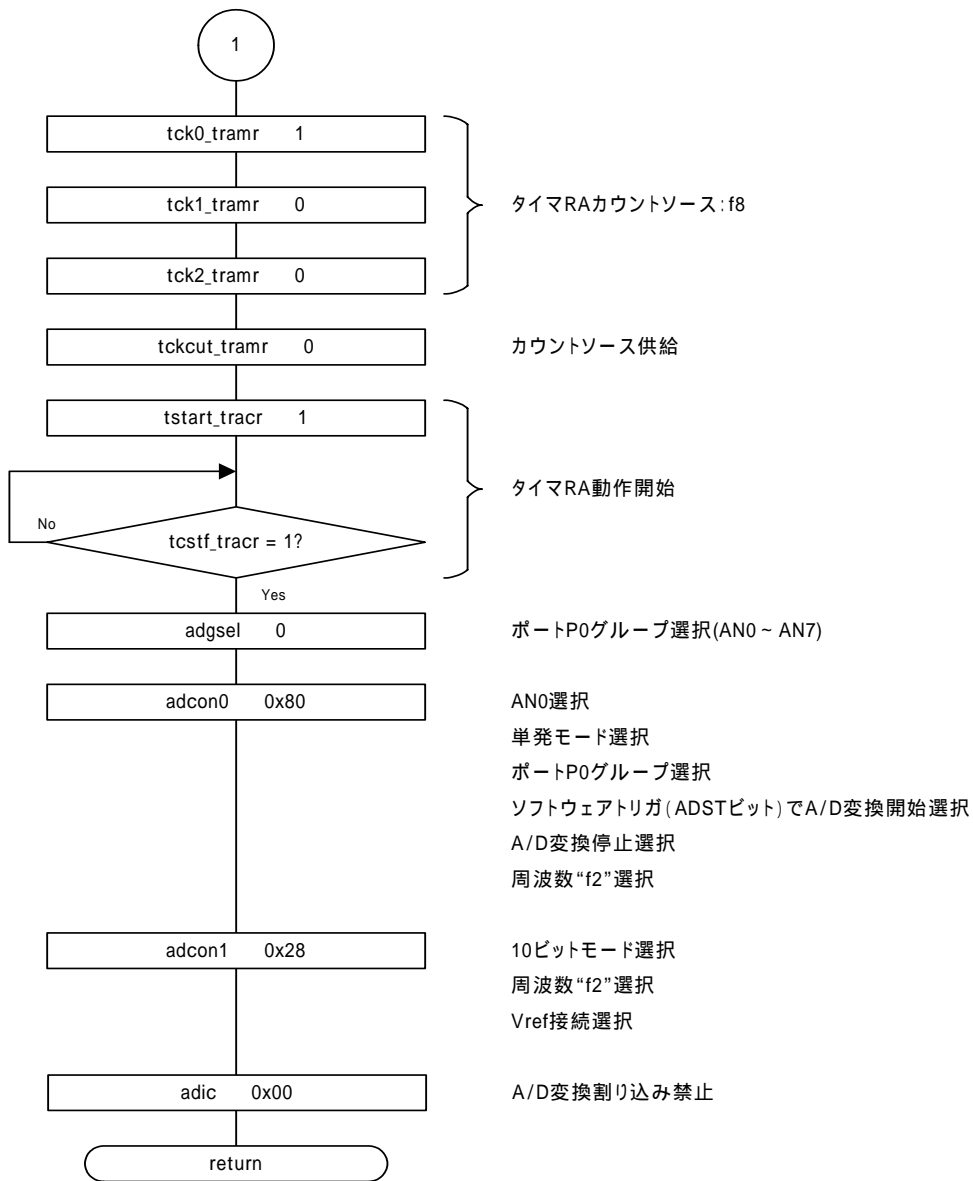 1
tck0_tramr 1
tck1_tramr 0
タイマRAカウントソース:f8
tck2_tramr 0
tckcut_tramr 0
カウントソース供給
tstart_tracr 1
タイマRA動作開始
No
tcstf_tracr = 1?
Yes
adgsel 0
ポートP0グループ選択(AN0 ~ AN7)
adcon0 0x80
AN0選択
単発モード選択
ポートP0グループ選択
ソフトウェアトリガ(ADSTビット)でA/D変換開始選択
A/D変換停止選択
周波数“f2”選択
adcon1 0x28
10ビットモード選択
周波数“f2”選択
Vref接続選択
adic 0x00
A/D変換割り込み禁止
return